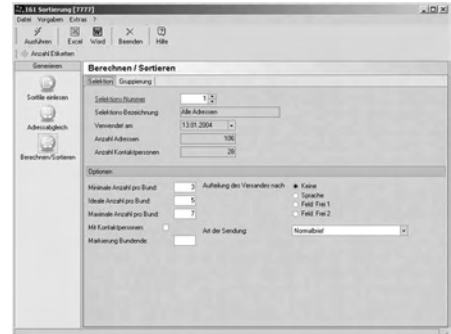 161 Sortierung [7777]
Datei Vorgaben Extras ?
Ausführen Excel Word Beenden Hilfe
Anzahl Etiketten
Generieren
Sortfile einlesen
Adressabgleich
Berechnen/Sortieren
Berechnen / Sortieren
Selektion Gruppierung
Selektions-Nummer 1
Selektions-Bezeichnung Alle Adressen
Verwendet am 13.01.2004
Anzahl Adressen 106
Anzahl Kontaktpersonen 28
Optionen
Minimale Anzahl pro Bund: 3 Aufteilung des Versandes nach Keine
Sprache
Ideale Anzahl pro Bund: 5 Feld Frei 1
Maximale Anzahl pro Bund: 7 Feld Frei 2
Mit Kontaktpersonen: Art der Sendung: Normalbrief
Markierung Bundende: